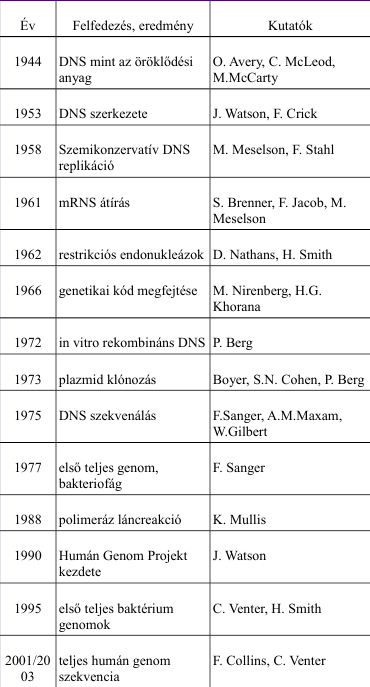 Év Felfedezés, eredmény Kutatók
1944 DNS mint az öröklődési O. Avery, C. McLeod,
anyag M.McCarty
1953 DNS szerkezete J. Watson, F. Crick
1958 Szemikonzervatív DNS M. Meselson, F. Stahl
replikáció
1961 mRNS átírás S. Brenner, F. Jacob, M.
Meselson
1962 restrikciós endonukleázok D. Nathans, H. Smith
1966 genetikai kód megfejtése M. Nirenberg, H.G.
Khorana
1972 in vitro rekombináns DNS P. Berg
1973 plazmid klónozás Boyer, S.N. Cohen, P. Berg
1975 DNS szekvenálás F.Sanger, A.M.Maxam,
W.Gilbert
1977 első teljes genom, F. Sanger
bakteriofág
1988 polimeráz láncreakció K. Mullis
1990 Humán Genom Projekt J. Watson
kezdete
1995 első teljes baktérium C. Venter, H. Smith
genomok
2001/20 teljes humán genom F. Collins, C. Venter
03 szekvencia